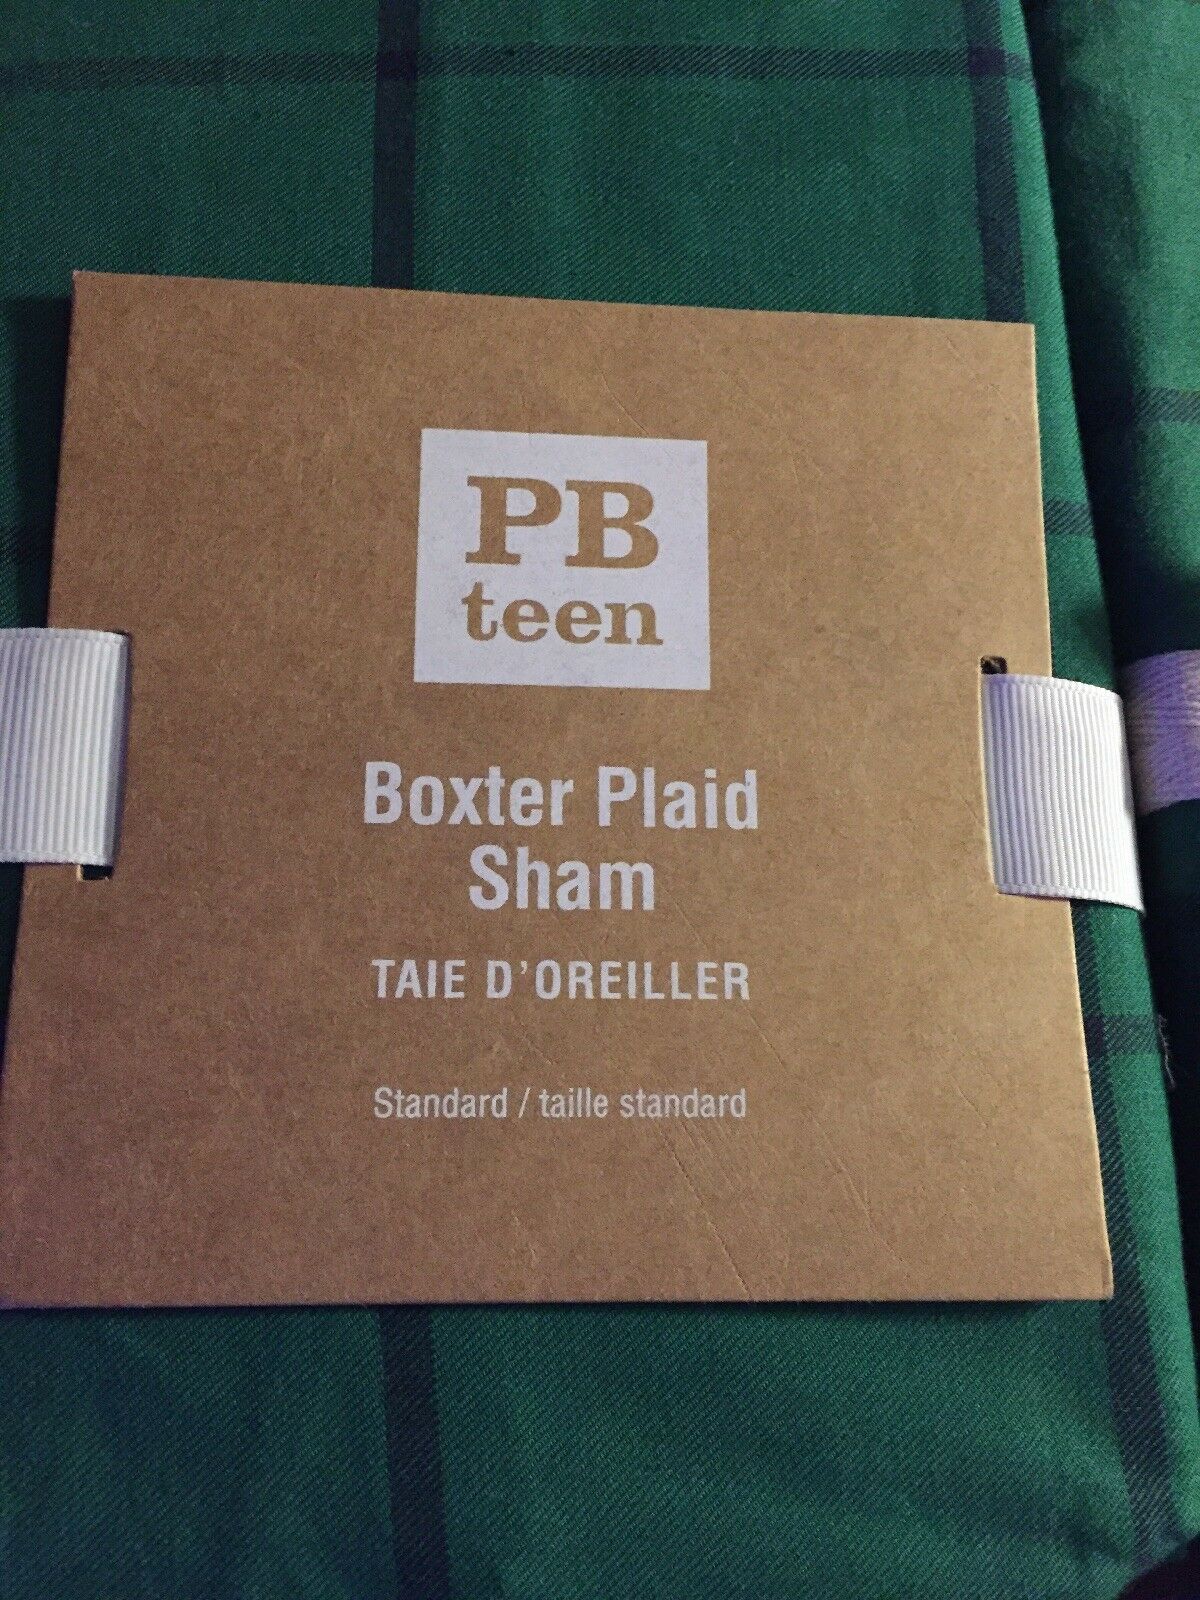 PB
teen
Boxter Plaid
Sham
TAIE D'OREILLER
Standard / taille standard